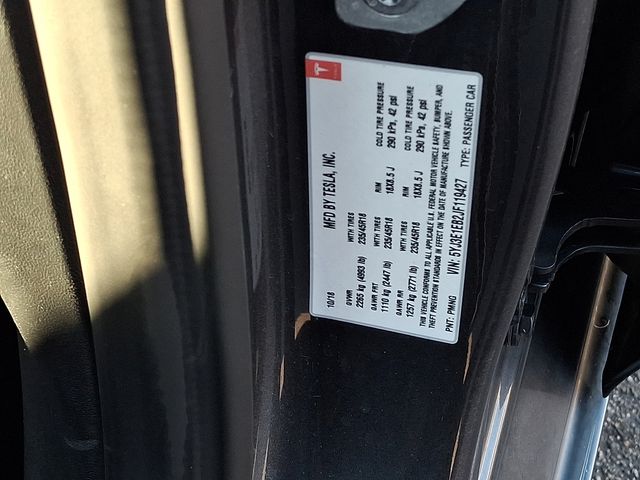 MFD BY TESLA, INC.
10/18
GVWR WITH TIRES RIM COLD TIRE PRESSURE
2265 kg (4993 lb) 235/45R18 18X8.5 J 290 kPa, 42 psi
GAWR FRT WITH TIRES
1110 kg (2447 lb) 235/45R18
GAWR RR WITH TIRES RIM COLD TIRE PRESSURE
1257 kg (2771 lb) 235/45R18 18X8.5 J 290 kPa, 42 psi
THIS VEHICLE CONFORMS TO ALL APPLICABLE U.S. FEDERAL MOTOR VEHICLE SAFETY, BUMPER, AND
THEFT PREVENTION STANDARDS IN EFFECT ON THE DATE OF MANUFACTURE SHOWN ABOVE.
VIN: 5YJ3E1EB2JF119427
PNT: PMNG TYPE: PASSENGER CAR